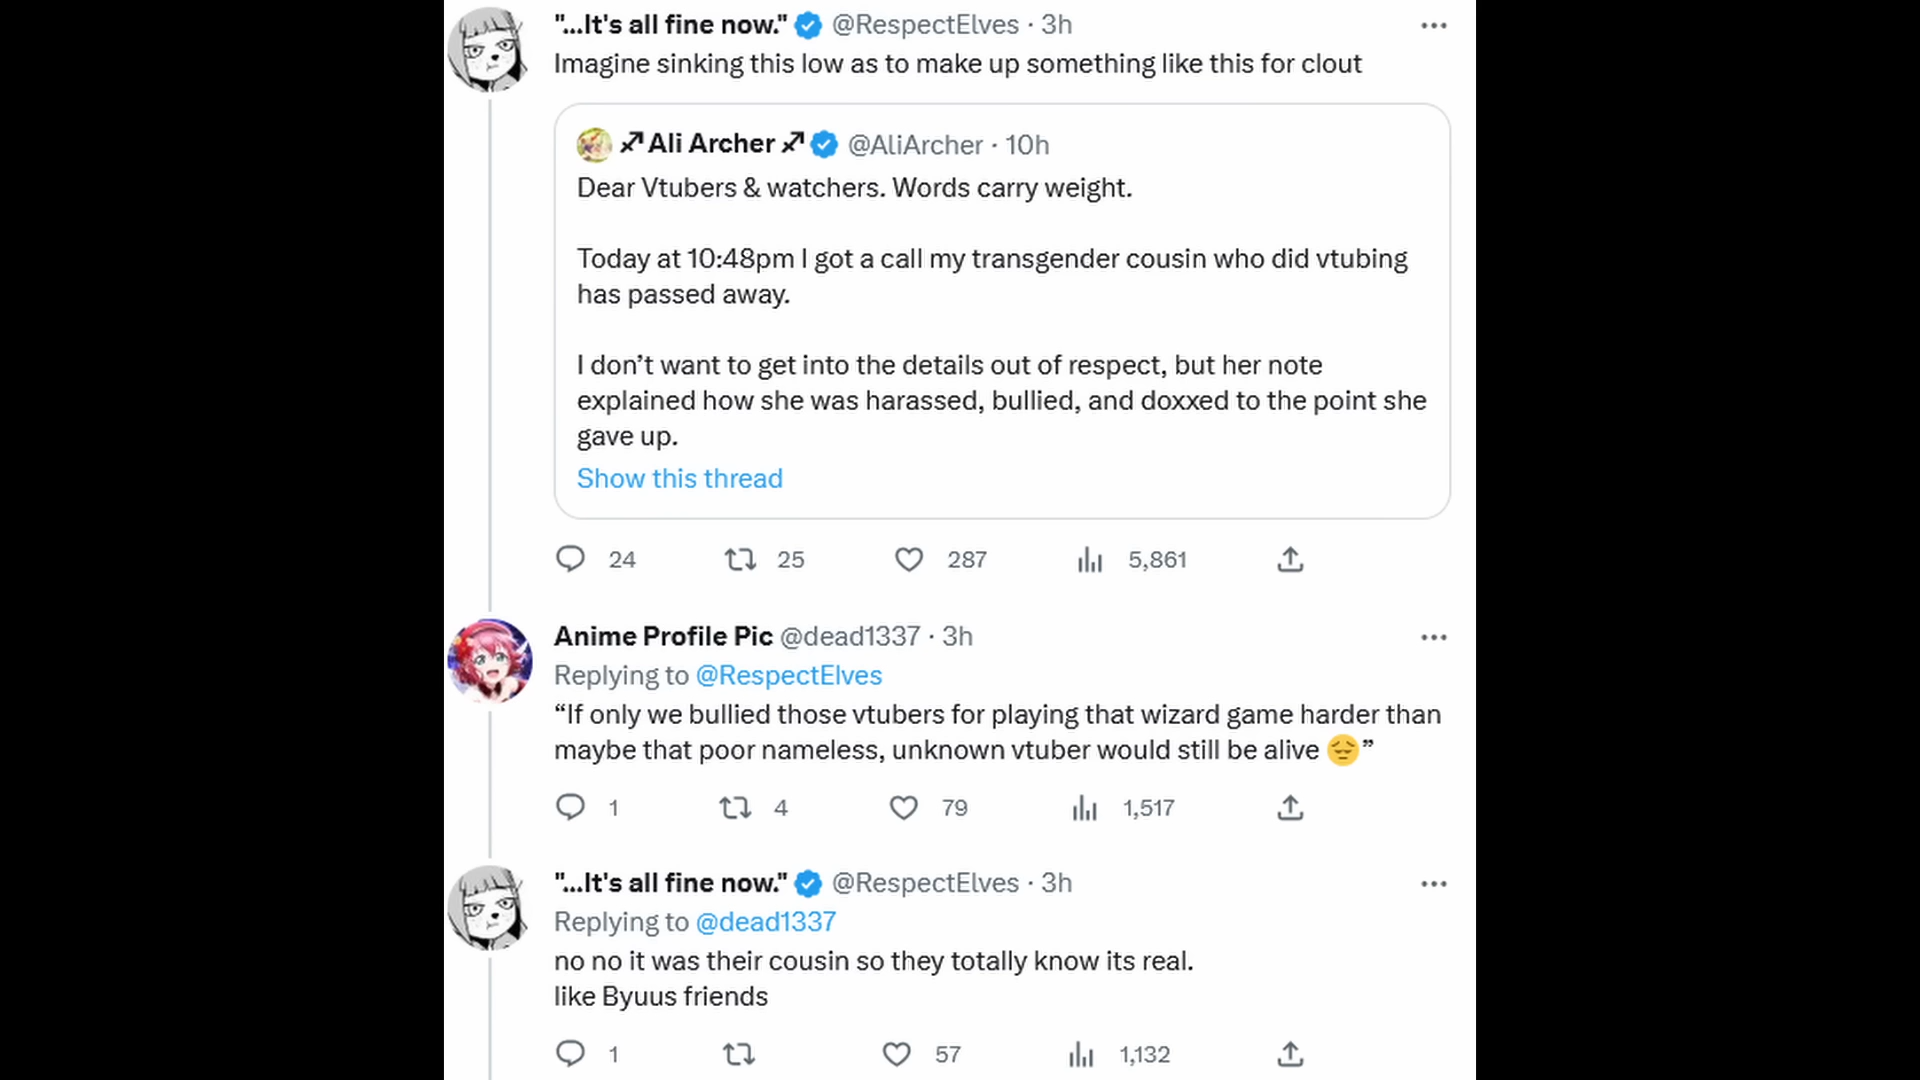 "...It's all fine now." @RespectElves · 3h
Imagine sinking this low as to make up something like this for clout
♐Ali Archer♐ @AliArcher · 10h
Dear Vtubers & watchers. Words carry weight.
Today at 10:48pm I got a call my transgender cousin who did vtubing
has passed away.
I don’t want to get into the details out of respect, but her note
explained how she was harassed, bullied, and doxxed to the point she
gave up.
Show this thread
24 25 287 5,861
Anime Profile Pic @dead1337 · 3h
Replying to @RespectElves
“If only we bullied those vtubers for playing that wizard game harder than
maybe that poor nameless, unknown vtuber would still be alive 😔”
1 4 79 1,517
"...It's all fine now." @RespectElves · 3h
Replying to @dead1337
no no it was their cousin so they totally know its real.
like Byuus friends
1 57 1,132